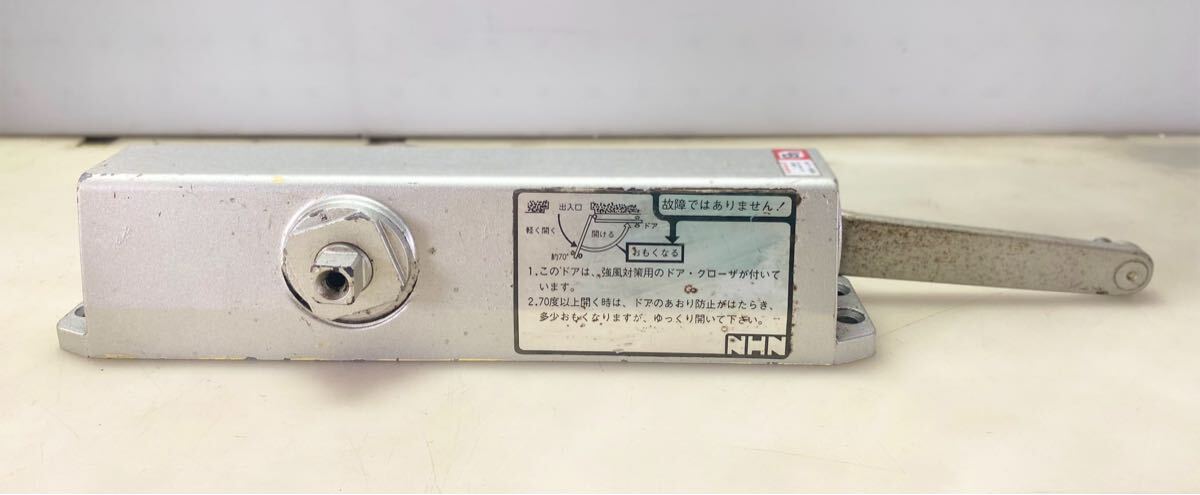 出入口
故障ではありません!
軽く開く
開ける
ドア
約70°
おもくなる
1.このドアは、強風対策用のドア・クローザが付いて
います。
2.70度以上開く時は、ドアのあおり防止がはたらき、
多少おもくなりますが、ゆっくり開いて下さい。
NHN